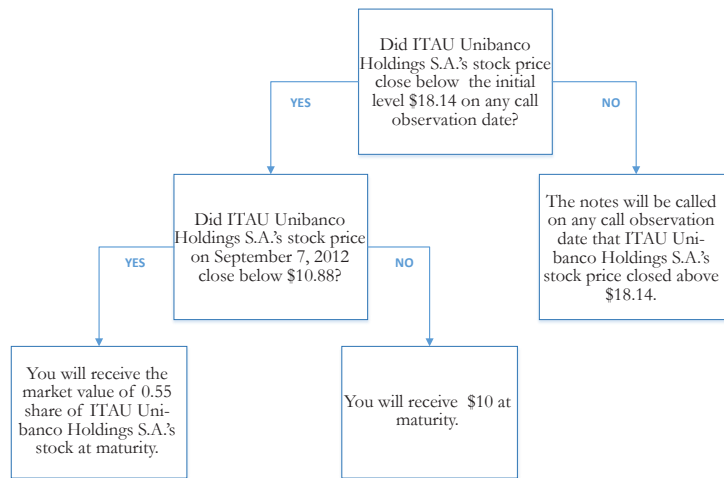 Did ITAU Unibanco
Holdings S.A.'s stock price
close below the initial
level $18.14 on any call
observation date?
YES
NO
Did ITAU Unibanco
Holdings S.A.'s stock price
on September 7, 2012
close below $10.88?
The notes will be called
on any call observation
date that ITAU Uni-
banco Holdings S.A.'s
stock price closed above
$18.14.
YES
NO
You will receive the
market value of 0.55
share of ITAU Uni-
banco Holdings S.A.'s
stock at maturity.
You will receive $10 at
maturity.